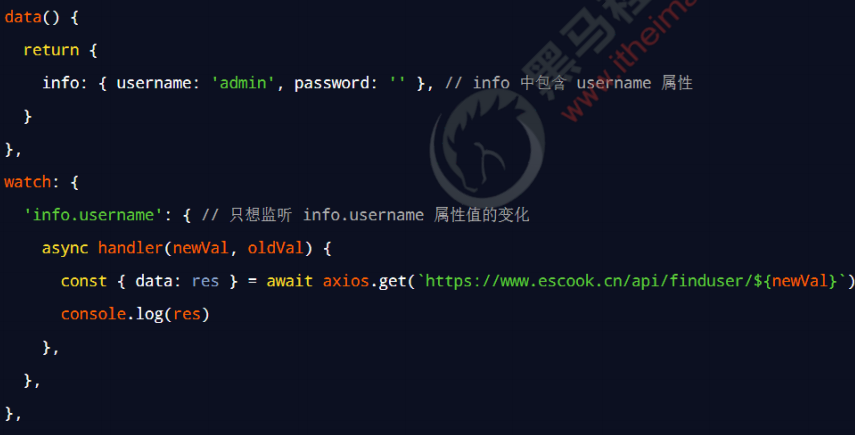 data() {
  return {
    info: { username: 'admin', password: '' }, // info 中包含 username 属性
  }
},
watch: {
  'info.username': { // 只想监听 info.username 属性值的变化
    async handler(newVal, oldVal) {
      const { data: res } = await axios.get(`https://www.escook.cn/api/finduser/${newVal}`)
      console.log(res)
    },
  },
},
黑马程
www.itheima